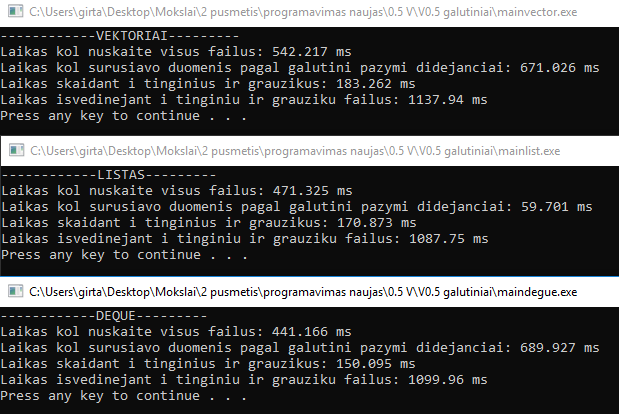 C:\Users\girta\Desktop\Mokslai\2 pusmetis\programavimas naujas\0.5 V\V0.5 galutiniai\mainvector.exe
------------VEKTORIAI---------
Laikas kol nuskaite visus failus: 542.217 ms
Laikas kol surusiavo duomenis pagal galutini pazymi didejanciai: 671.026 ms
Laikas skaidant i tinginius ir grauzikus: 183.262 ms
Laikas isvedinejant i tinginiu ir grauziku failus: 1137.94 ms
Press any key to continue . . .
C:\Users\girta\Desktop\Mokslai\2 pusmetis\programavimas naujas\0.5 V\V0.5 galutiniai\mainlist.exe
------------LISTAS---------
Laikas kol nuskaite visus failus: 471.325 ms
Laikas kol surusiavo duomenis pagal galutini pazymi didejanciai: 59.701 ms
Laikas skaidant i tinginius ir grauzikus: 170.873 ms
Laikas isvedinejant i tinginiu ir grauziku failus: 1087.75 ms
Press any key to continue . . .
C:\Users\girta\Desktop\Mokslai\2 pusmetis\programavimas naujas\0.5 V\V0.5 galutiniai\maindegue.exe
------------DEQUE---------
Laikas kol nuskaite visus failus: 441.166 ms
Laikas kol surusiavo duomenis pagal galutini pazymi didejanciai: 689.927 ms
Laikas skaidant i tinginius ir grauzikus: 150.095 ms
Laikas isvedinejant i tinginiu ir grauziku failus: 1099.96 ms
Press any key to continue . . .